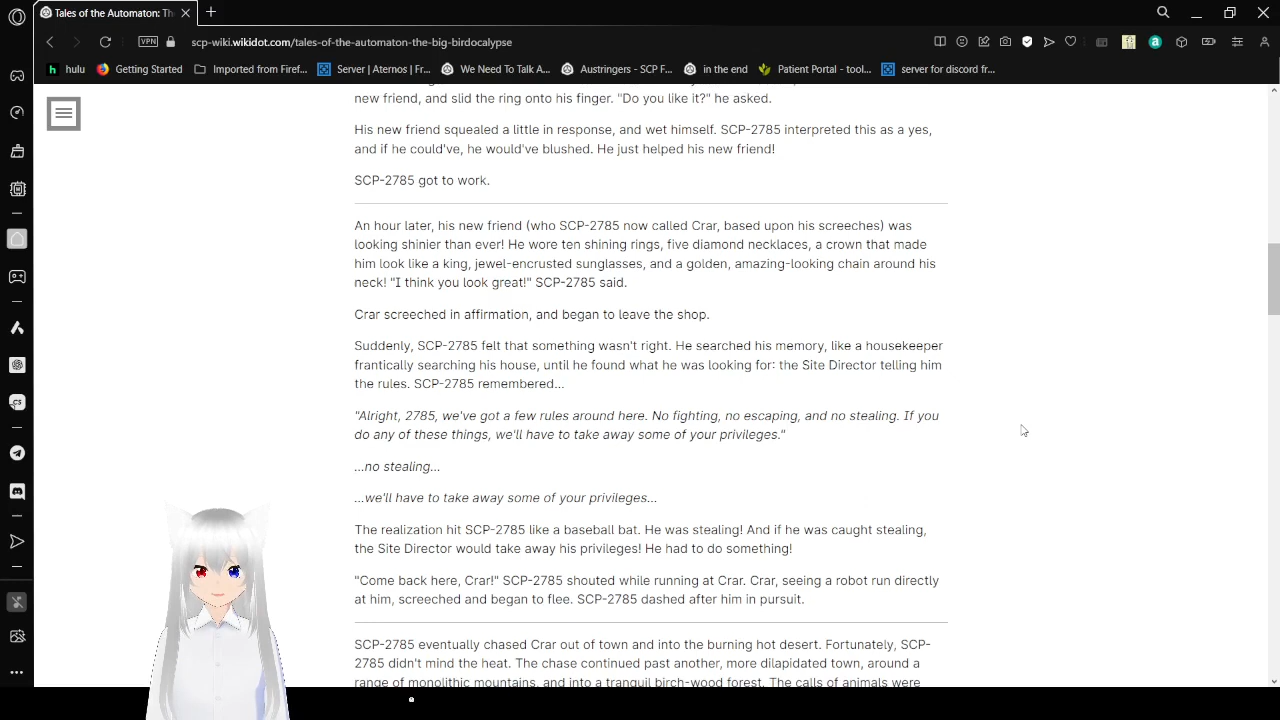 Tales of the Automaton: Th
scp-wiki.wikidot.com/tales-of-the-automaton-the-big-birdocalypse
VPN
hulu
Getting Started
Imported from Firef...
Server | Aternos | Fr...
We Need To Talk A...
Austringers - SCP F...
in the end
Patient Portal - tool...
server for discord fr...
new friend, and slid the ring onto his finger. "Do you like it?" he asked.
His new friend squealed a little in response, and wet himself. SCP-2785 interpreted this as a yes,
and if he could've, he would've blushed. He just helped his new friend!
SCP-2785 got to work.
An hour later, his new friend (who SCP-2785 now called Crar, based upon his screeches) was
looking shinier than ever! He wore ten shining rings, five diamond necklaces, a crown that made
him look like a king, jewel-encrusted sunglasses, and a golden, amazing-looking chain around his
neck! "I think you look great!" SCP-2785 said.
Crar screeched in affirmation, and began to leave the shop.
Suddenly, SCP-2785 felt that something wasn't right. He searched his memory, like a housekeeper
frantically searching his house, until he found what he was looking for: the Site Director telling him
the rules. SCP-2785 remembered...
"Alright, 2785, we've got a few rules around here. No fighting, no escaping, and no stealing. If you
do any of these things, we'll have to take away some of your privileges."
...no stealing...
...we'll have to take away some of your privileges...
The realization hit SCP-2785 like a baseball bat. He was stealing! And if he was caught stealing,
the Site Director would take away his privileges! He had to do something!
"Come back here, Crar!" SCP-2785 shouted while running at Crar. Crar, seeing a robot run directly
at him, screeched and began to flee. SCP-2785 dashed after him in pursuit.
SCP-2785 eventually chased Crar out of town and into the burning hot desert. Fortunately, SCP-
2785 didn't mind the heat. The chase continued past another, more dilapidated town, around a
range of monolithic mountains, and into a tranquil birch-wood forest. The calls of animals were